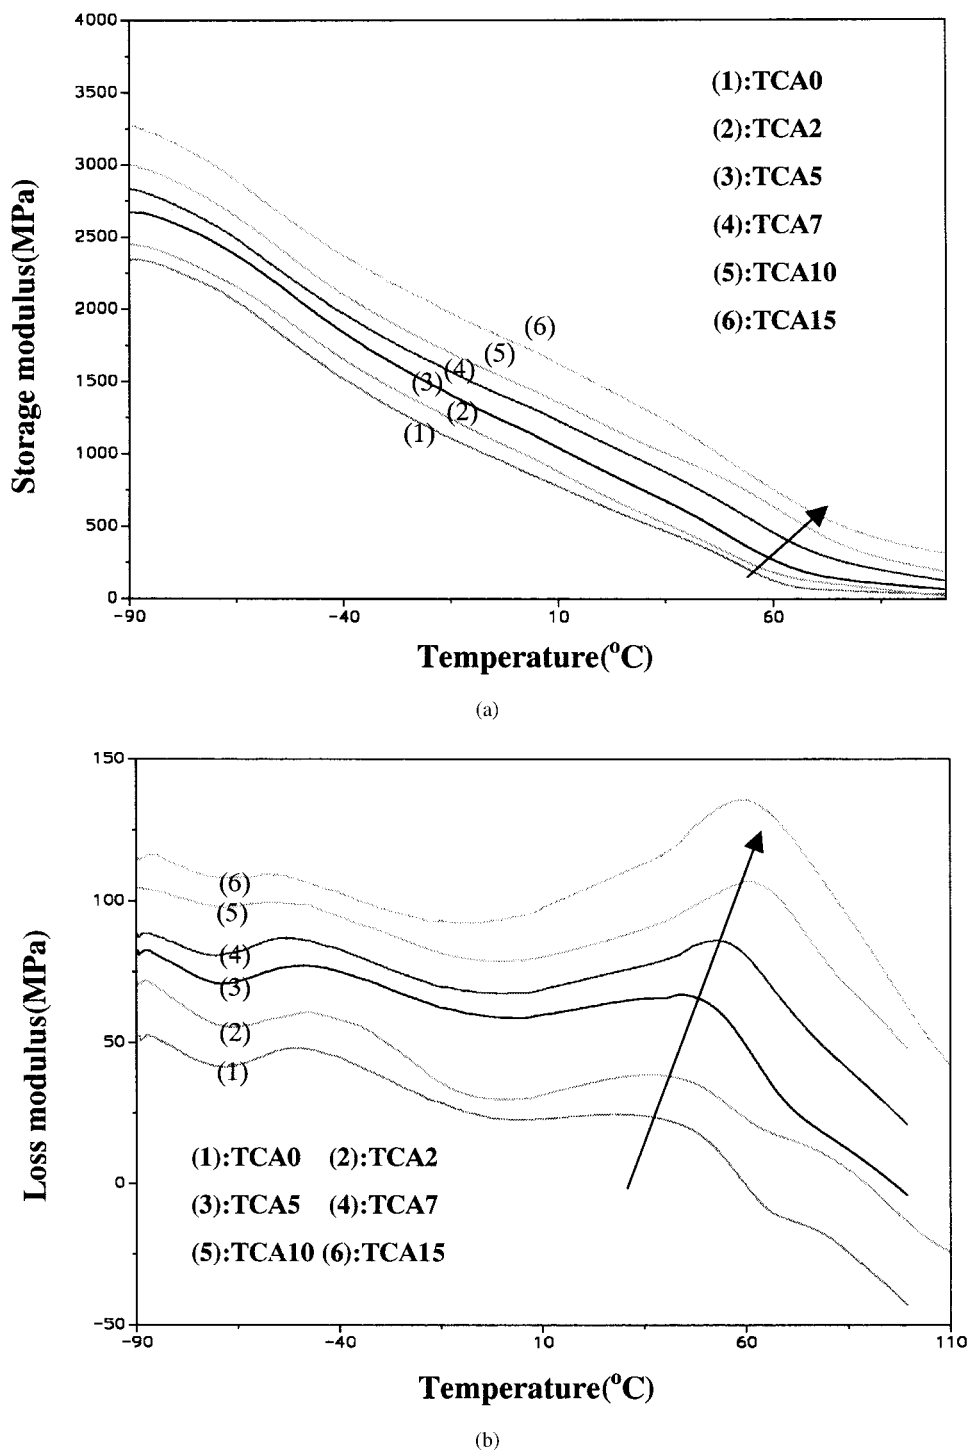 4000
3500
3000
2500
2000
1500
1000
500
0
Storage modulus(MPa)
(1):TCA0
(2):TCA2
(3):TCA5
(4):TCA7
(5):TCA10
(6):TCA15
(6)
(5)
(4)
(3)
(2)
(1)
-90 -40 10 60
Temperature(°C)
(a)
150
100
50
0
-50
Loss modulus(MPa)
(6)
(5)
(4)
(3)
(2)
(1)
(1):TCA0 (2):TCA2
(3):TCA5 (4):TCA7
(5):TCA10 (6):TCA15
-90 -40 10 60 110
Temperature(°C)
(b)